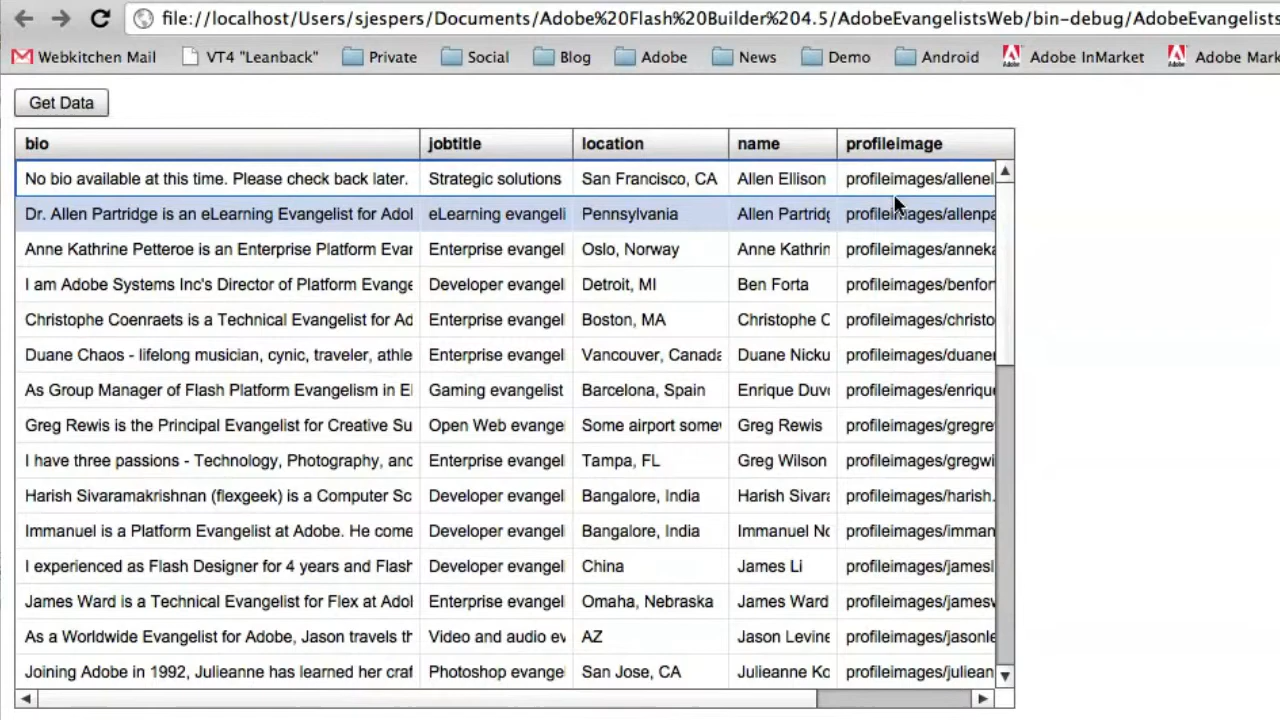 file://localhost/Users/sjespers/Documents/Adobe%20Flash%20Builder%204.5/AdobeEvangelistsWeb/bin-debug/AdobeEvangelists
Webkitchen Mail VT4 "Leanback" Private Social Blog Adobe News Demo Android Adobe InMarket Adobe Mark
Get Data
bio jobtitle location name profileimage
No bio available at this time. Please check back later. Strategic solutions San Francisco, CA Allen Ellison profileimages/allenel
Dr. Allen Partridge is an eLearning Evangelist for Adol eLearning evangeli Pennsylvania Allen Partridg profileimages/allenpa
Anne Kathrine Petteroe is an Enterprise Platform Evar Enterprise evangel Oslo, Norway Anne Kathrin profileimages/anneka
I am Adobe Systems Inc's Director of Platform Evange Developer evangel Detroit, MI Ben Forta profileimages/benfor
Christophe Coenraets is a Technical Evangelist for Ad Enterprise evangel Boston, MA Christophe C profileimages/christo
Duane Chaos - lifelong musician, cynic, traveler, athle Enterprise evangel Vancouver, Canada Duane Nicku profileimages/duaner
As Group Manager of Flash Platform Evangelism in El Gaming evangelist Barcelona, Spain Enrique Duv profileimages/enrique
Greg Rewis is the Principal Evangelist for Creative Su Open Web evange Some airport somew Greg Rewis profileimages/gregre
I have three passions - Technology, Photography, and Enterprise evangel Tampa, FL Greg Wilson profileimages/gregwi
Harish Sivaramakrishnan (flexgeek) is a Computer Sc Developer evangel Bangalore, India Harish Sivara profileimages/harish.
Immanuel is a Platform Evangelist at Adobe. He come Developer evangel Bangalore, India Immanuel No profileimages/imman
I experienced as Flash Designer for 4 years and Flash Developer evangel China James Li profileimages/jamesl
James Ward is a Technical Evangelist for Flex at Adol Enterprise evangel Omaha, Nebraska James Ward profileimages/jamesw
As a Worldwide Evangelist for Adobe, Jason travels th Video and audio ev AZ Jason Levine profileimages/jasonle
Joining Adobe in 1992, Julieanne has learned her craf Photoshop evange San Jose, CA Julieanne Ko profileimages/juliean